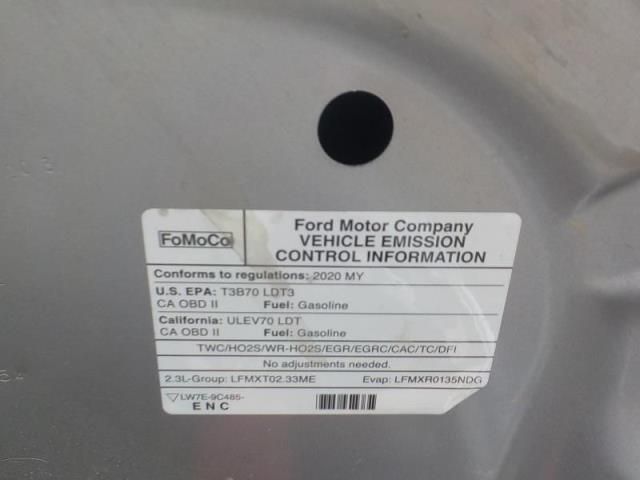 FoMoCo
Ford Motor Company
VEHICLE EMISSION
CONTROL INFORMATION
Conforms to regulations: 2020 MY
U.S. EPA: T3B70 LDT3
CA OBD II Fuel: Gasoline
California: ULEV70 LDT
CA OBD II Fuel: Gasoline
TWC/HO2S/WR-HO2S/EGR/EGRC/CAC/TC/DFI
No adjustments needed.
2.3L-Group: LFMXT02.33ME Evap: LFMXR0135NDG
LW7E-9C485-
E N C